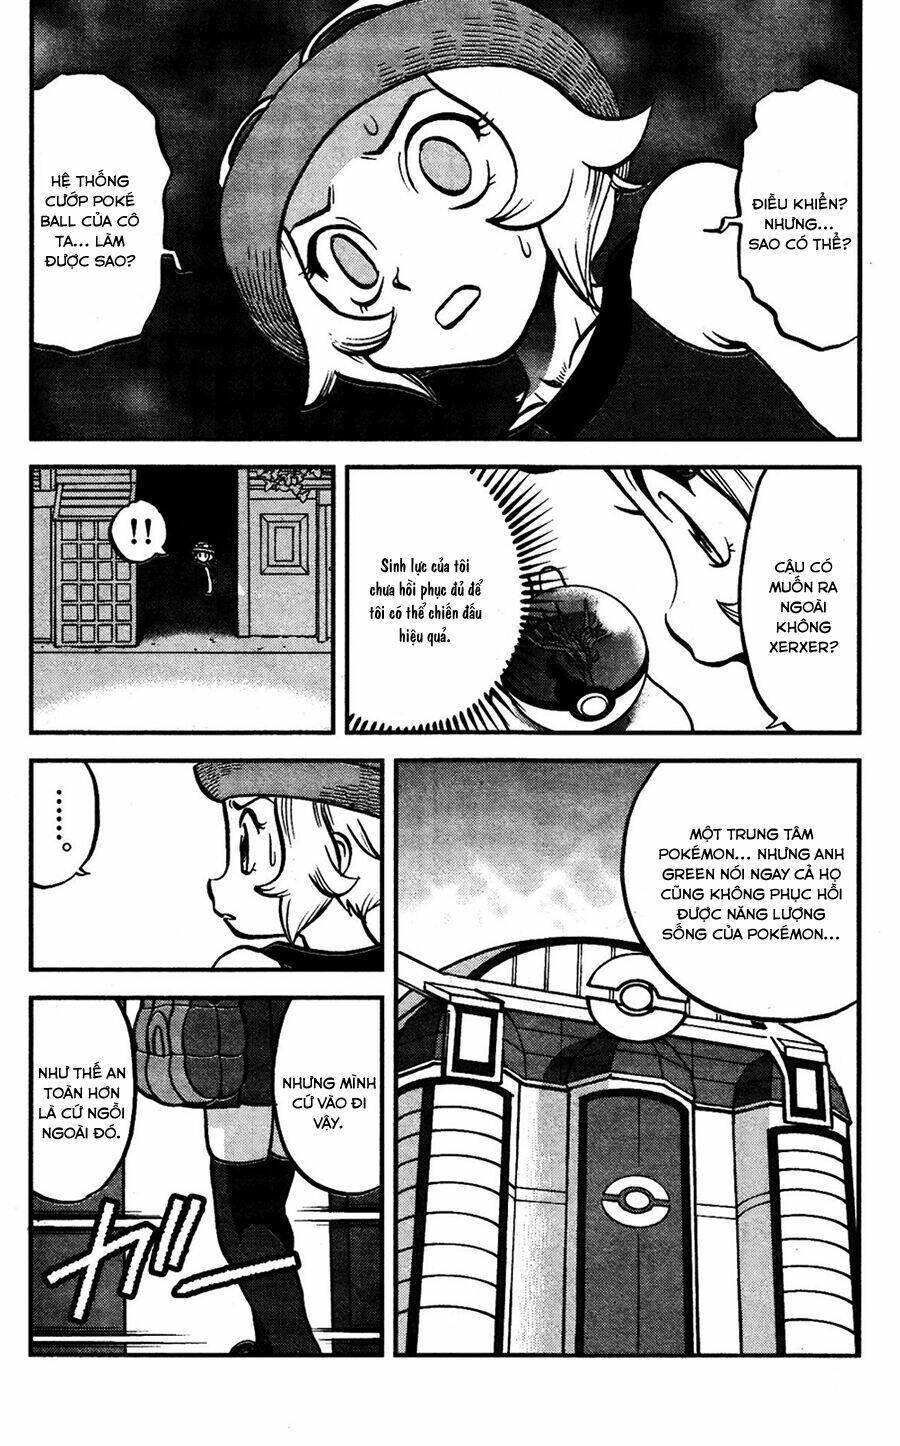 ĐIỀU KHIỂN?
NHƯNG...
SAO CÓ THỂ?
HỆ THỐNG
CƯỚP POKÉ
BALL CỦA CÔ
TA... LÀM
ĐƯỢC SAO?
CẬU CÓ
MUỐN RA
NGOÀI
KHÔNG
XERXER?
Sinh lực của tôi
chưa hồi phục đủ để
tôi có thể chiến đấu
hiệu quả.
!!
MỘT TRUNG TÂM
POKÉMON... NHƯNG ANH
GREEN NÓI NGAY CẢ HỌ
CŨNG KHÔNG PHỤC HỒI
ĐƯỢC NĂNG LƯỢNG
SỐNG CỦA POKÉMON...
.......
NHƯNG MÌNH
CỨ VÀO ĐI
VẬY.
NHƯ THẾ AN
TOÀN HƠN
LÀ CỨ NGỒI
NGOÀI ĐÓ.
ガー